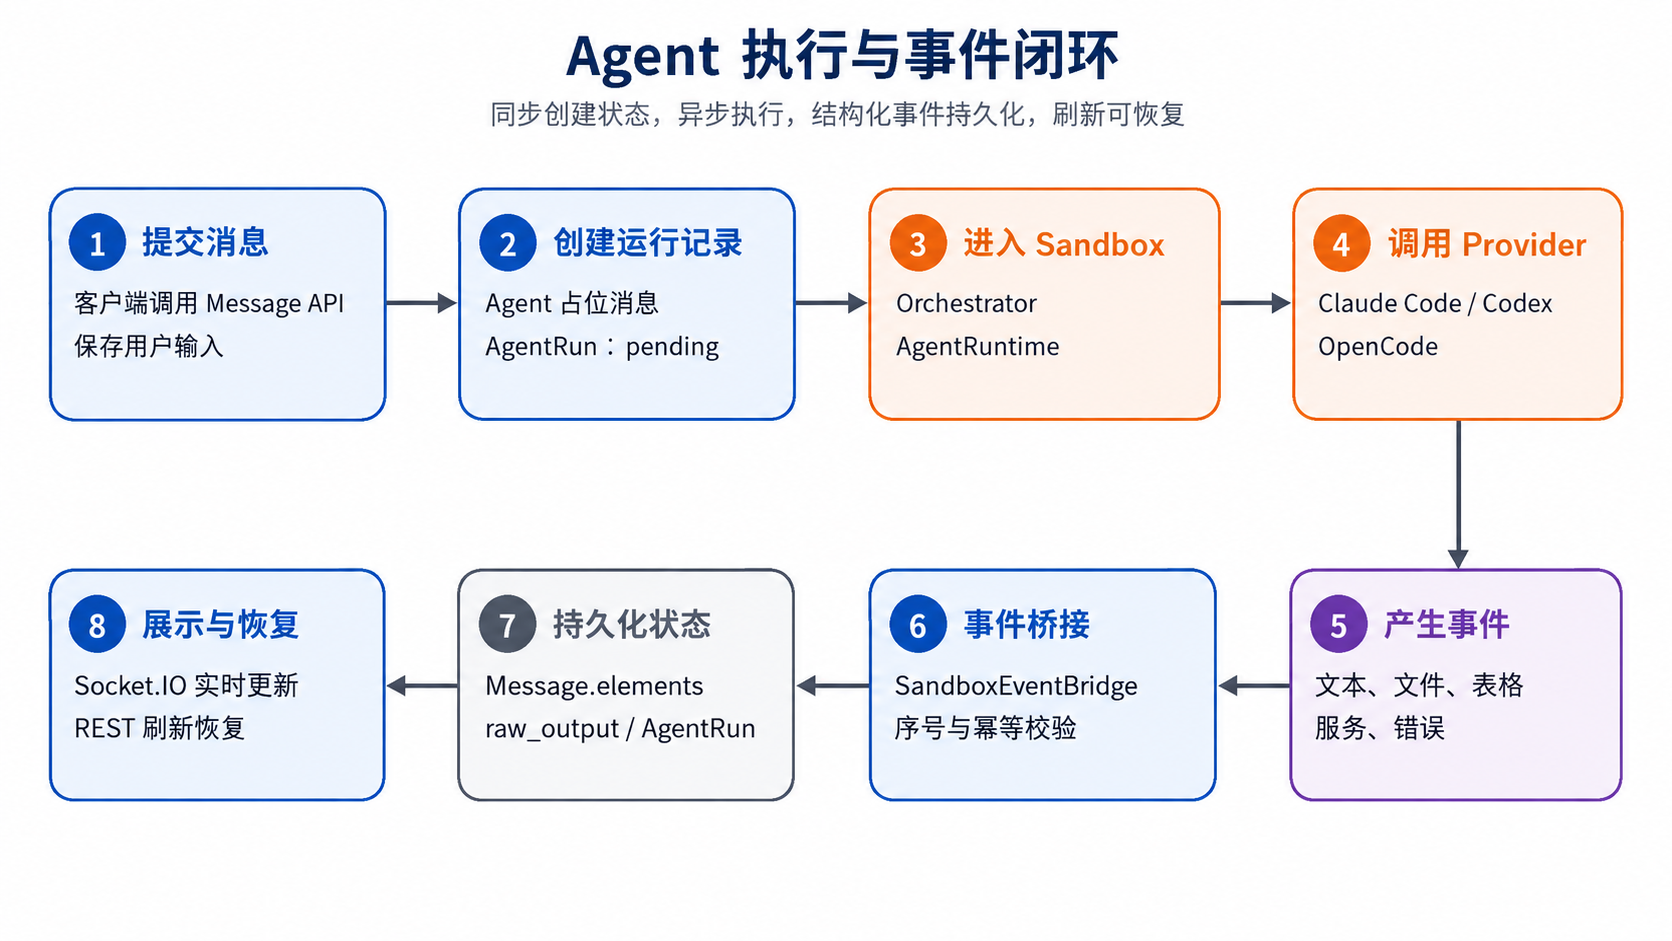 Agent 执行与事件闭环
同步创建状态，异步执行，结构化事件持久化，刷新可恢复
1 提交消息
客户端调用 Message API
保存用户输入
2 创建运行记录
Agent 占位消息
AgentRun：pending
3 进入 Sandbox
Orchestrator
AgentRuntime
4 调用 Provider
Claude Code / Codex
OpenCode
5 产生事件
文本、文件、表格
服务、错误
6 事件桥接
SandboxEventBridge
序号与幂等校验
7 持久化状态
Message.elements
raw_output / AgentRun
8 展示与恢复
Socket.IO 实时更新
REST 刷新恢复